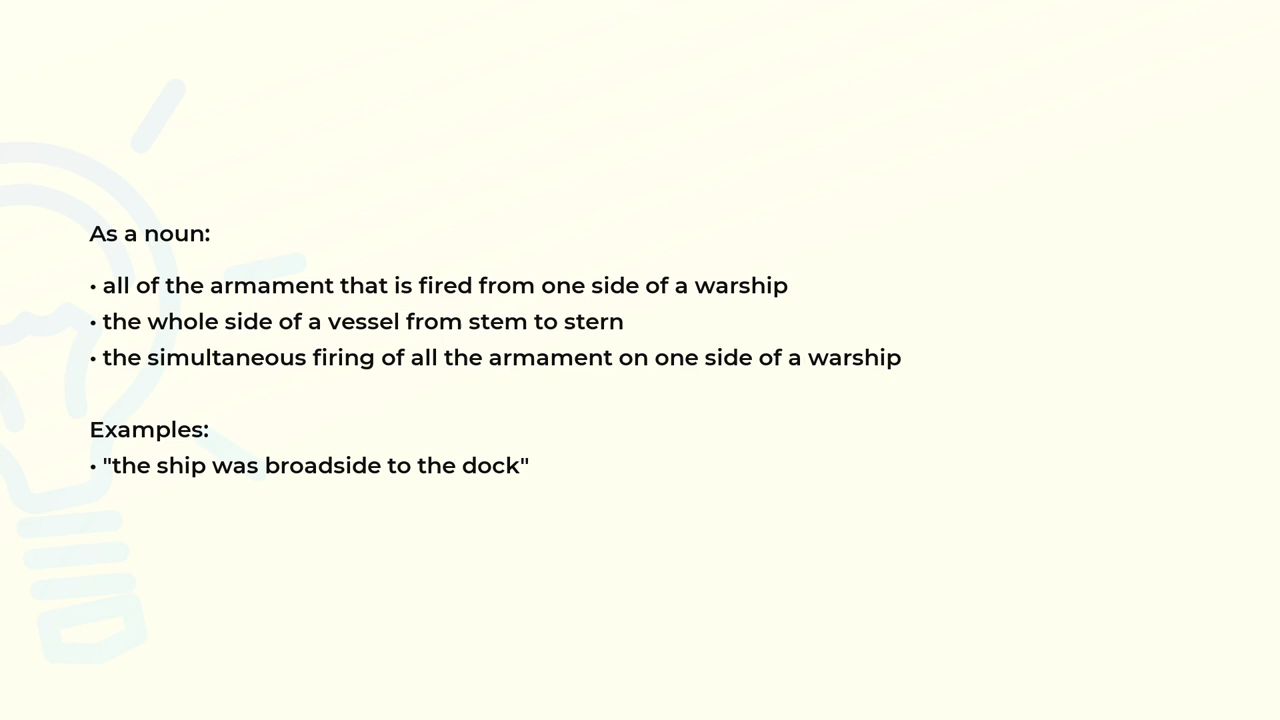 As a noun:
• all of the armament that is fired from one side of a warship
• the whole side of a vessel from stem to stern
• the simultaneous firing of all the armament on one side of a warship
Examples:
• "the ship was broadside to the dock"